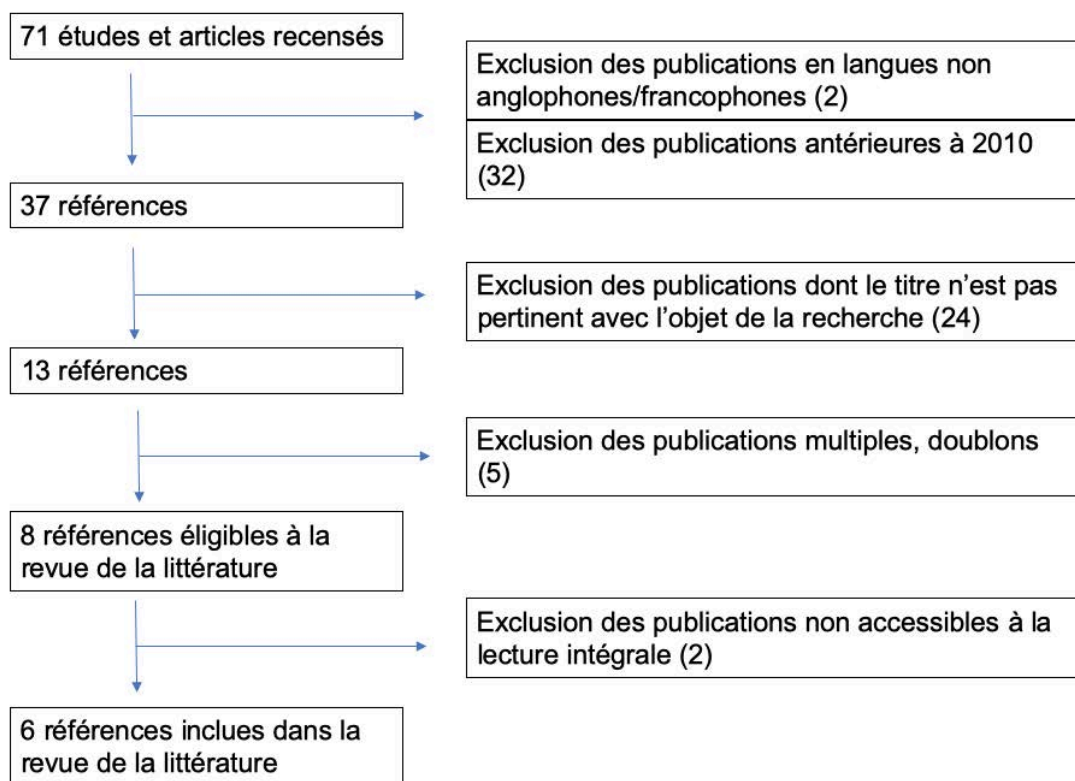 71 études et articles recensés
Exclusion des publications en langues non
anglophones/francophones (2)
Exclusion des publications antérieures à 2010
(32)
37 références
Exclusion des publications dont le titre n'est pas
pertinent avec l'objet de la recherche (24)
13 références
Exclusion des publications multiples, doublons
(5)
8 références éligibles à la
revue de la littérature
Exclusion des publications non accessibles à la
lecture intégrale (2)
6 références inclues dans la
revue de la littérature